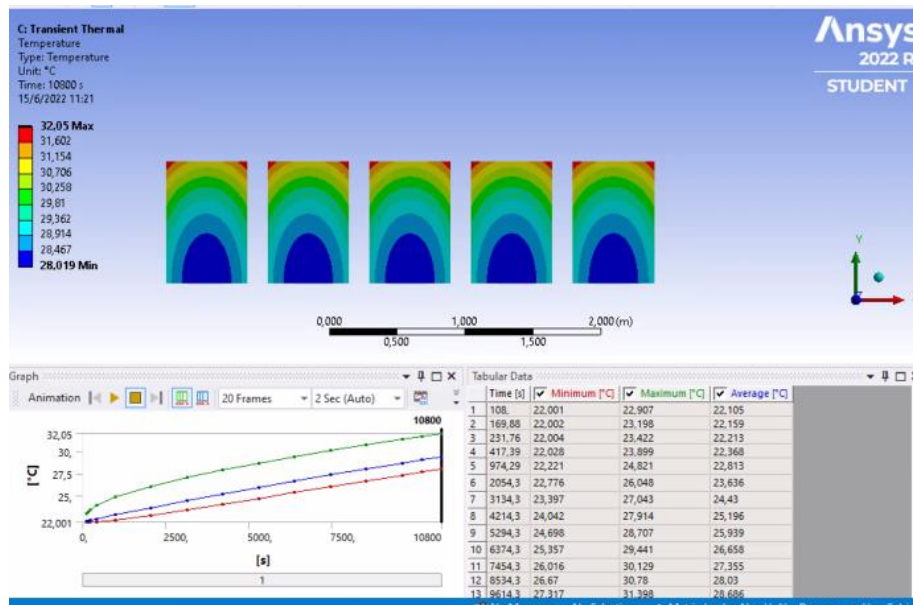 C: Transient Thermal
Temperature
Type: Temperature
Unit: °C
Time: 10800 s
15/6/2022 11:21
32,05 Max
31,602
31,154
30,706
30,258
29,81
29,362
28,914
28,467
28,019 Min
Ansys
2022 R
STUDENT
Y
0,000 1,000 2,000 (m)
0,500 1,500
Graph
Animation 20 Frames 2 Sec (Auto)
10800
32,05
30,
27,5
25,
22,001
[°C]
0, 2500, 5000, 7500, 10800
[s]
1
Tabular Data
Time [s] Minimum [°C] Maximum [°C] Average [°C]
1 108, 22,001 22,907 22,105
2 169,88 22,002 23,198 22,159
3 231,76 22,004 23,422 22,213
4 417,39 22,028 23,899 22,368
5 974,29 22,221 24,821 22,813
6 2054,3 22,776 26,048 23,636
7 3134,3 23,397 27,043 24,43
8 4214,3 24,042 27,914 25,196
9 5294,3 24,698 28,707 25,939
10 6374,3 25,357 29,441 26,658
11 7454,3 26,016 30,129 27,355
12 8534,3 26,67 30,78 28,03
13 9614,3 27,317 31,398 28,686